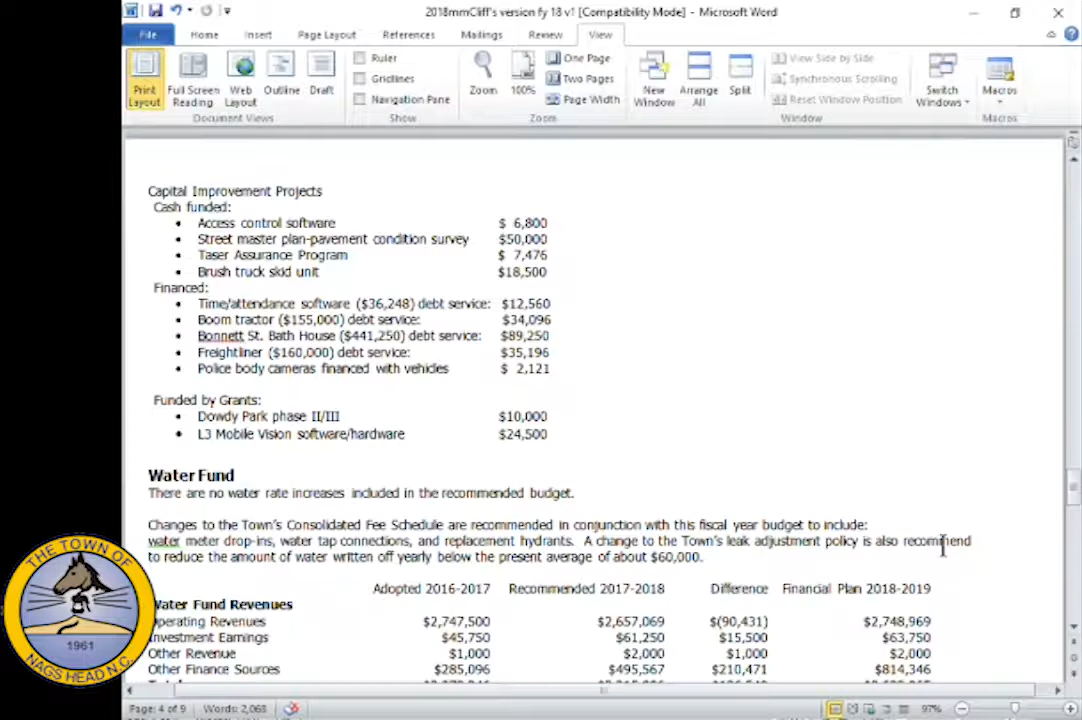 2018mmCliff's version fy 18 v1 [Compatibility Mode] - Microsoft Word
File Home Insert Page Layout References Mailings Review View
Print Layout
Full Screen Reading
Web Layout
Outline
Draft
Document Views
Ruler
Gridlines
Navigation Pane
Show
Zoom
100%
One Page
Two Pages
Page Width
Zoom
New Window
Arrange All
Split
View Side by Side
Synchronous Scrolling
Reset Window Position
Window
Switch Windows
Macros
Macros
Capital Improvement Projects
Cash funded:
• Access control software $ 6,800
• Street master plan-pavement condition survey $50,000
• Taser Assurance Program $ 7,476
• Brush truck skid unit $18,500
Financed:
• Time/attendance software ($36,248) debt service: $12,560
• Boom tractor ($155,000) debt service: $34,096
• Bonnett St. Bath House ($441,250) debt service: $89,250
• Freightliner ($160,000) debt service: $35,196
• Police body cameras financed with vehicles $ 2,121
Funded by Grants:
• Dowdy Park phase II/III $10,000
• L3 Mobile Vision software/hardware $24,500
Water Fund
There are no water rate increases included in the recommended budget.
Changes to the Town's Consolidated Fee Schedule are recommended in conjunction with this fiscal year budget to include:
water meter drop-ins, water tap connections, and replacement hydrants. A change to the Town's leak adjustment policy is also recommend
to reduce the amount of water written off yearly below the present average of about $60,000.
Adopted 2016-2017 Recommended 2017-2018 Difference Financial Plan 2018-2019
Water Fund Revenues
Operating Revenues $2,747,500 $2,657,069 $(90,431) $2,748,969
Investment Earnings $45,750 $61,250 $15,500 $63,750
Other Revenue $1,000 $2,000 $1,000 $2,000
Other Finance Sources $285,096 $495,567 $210,471 $814,346
THE TOWN OF
1961
NAGS HEAD N.C.
Page: 4 of 9 Words: 2,068 97%